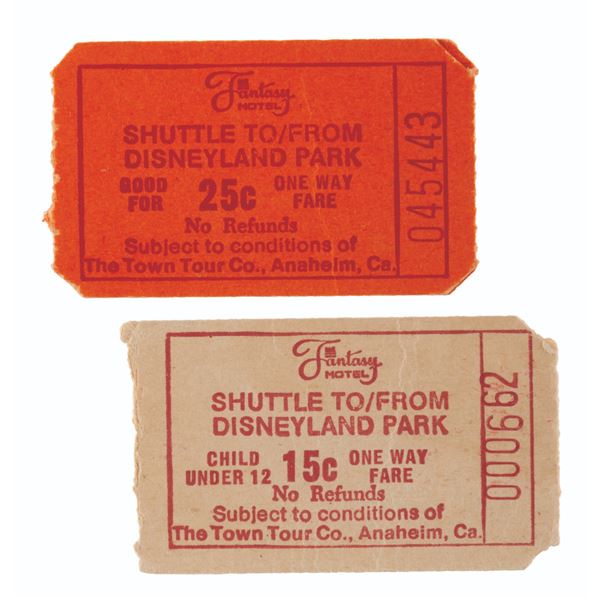 Fantasy
MOTEL
SHUTTLE TO/FROM
DISNEYLAND PARK
GOOD FOR 25c ONE WAY FARE
No Refunds
Subject to conditions of
The Town Tour Co., Anaheim, Ca.
045443
Fantasy
MOTEL
SHUTTLE TO/FROM
DISNEYLAND PARK
CHILD UNDER 12 15c ONE WAY FARE
No Refunds
Subject to conditions of
The Town Tour Co., Anaheim, Ca.
000662